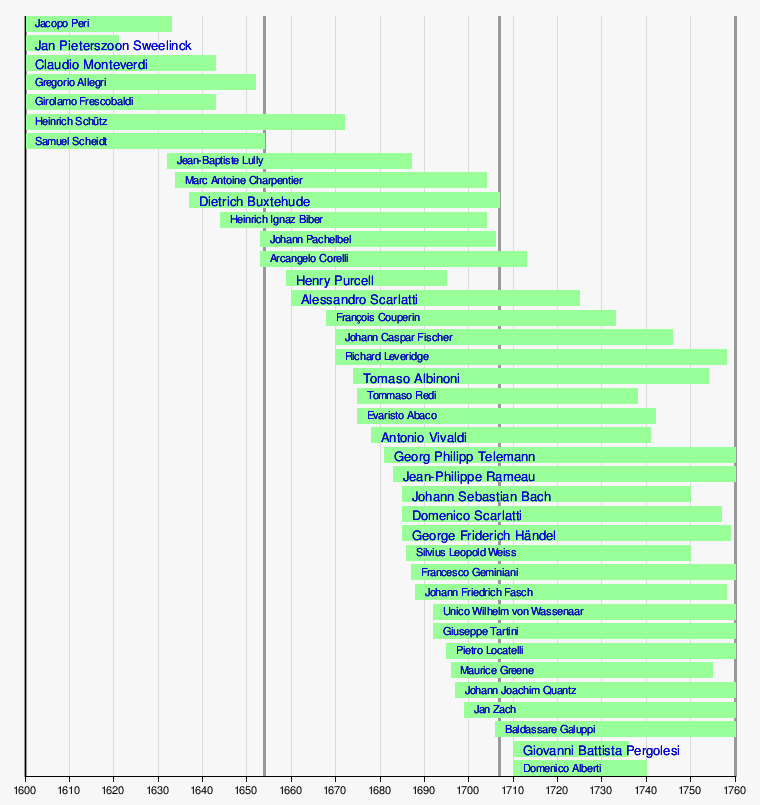 Jacopo Peri
Jan Pieterszoon Sweelinck
Claudio Monteverdi
Gregorio Allegri
Girolamo Frescobaldi
Heinrich Schütz
Samuel Scheidt
Jean-Baptiste Lully
Marc Antoine Charpentier
Dietrich Buxtehude
Heinrich Ignaz Biber
Johann Pachelbel
Arcangelo Corelli
Henry Purcell
Alessandro Scarlatti
François Couperin
Johann Caspar Fischer
Richard Leveridge
Tomaso Albinoni
Tommaso Redi
Evaristo Abaco
Antonio Vivaldi
Georg Philipp Telemann
Jean-Philippe Rameau
Johann Sebastian Bach
Domenico Scarlatti
George Friderich Händel
Silvius Leopold Weiss
Francesco Geminiani
Johann Friedrich Fasch
Unico Wilhelm von Wassenaar
Giuseppe Tartini
Pietro Locatelli
Maurice Greene
Johann Joachim Quantz
Jan Zach
Baldassare Galuppi
Giovanni Battista Pergolesi
Domenico Alberti
1600 1610 1620 1630 1640 1650 1660 1670 1680 1690 1700 1710 1720 1730 1740 1750 1760